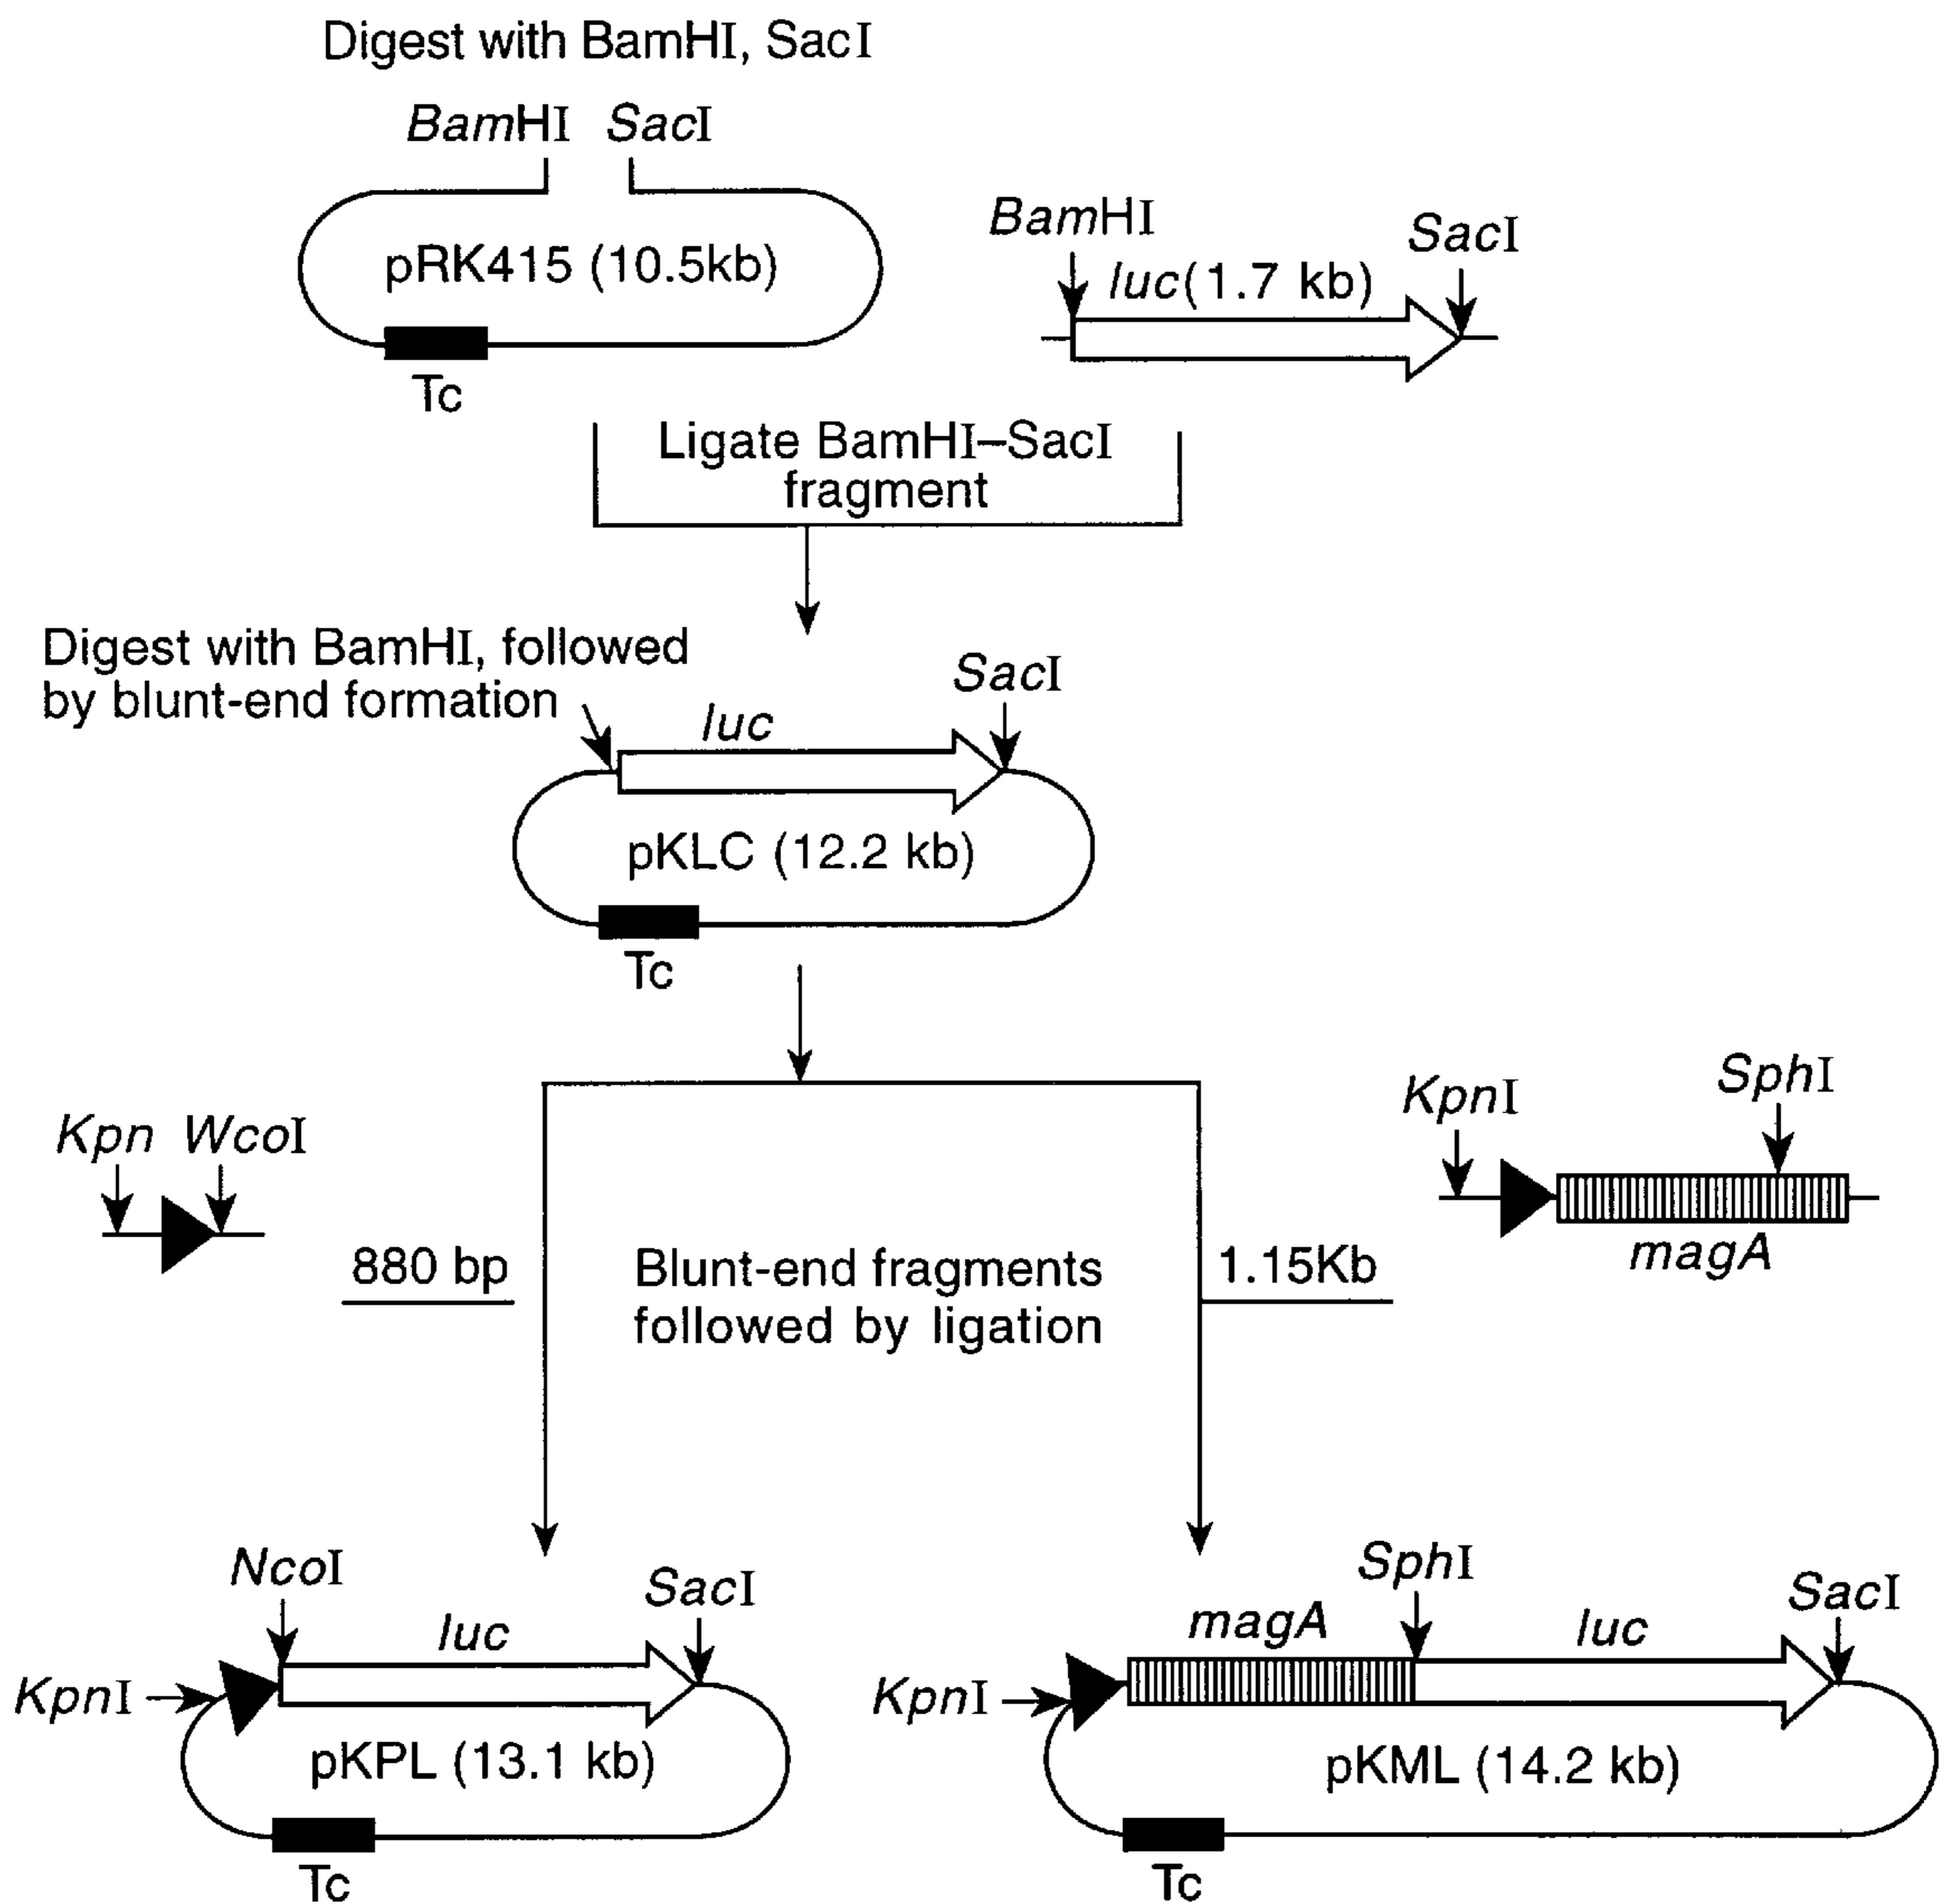 Digest with BamHI, SacI
BamHI SacI
pRK415 (10.5kb)
Tc
BamHI
SacI
luc(1.7 kb)
Ligate BamHI–SacI
fragment
Digest with BamHI, followed
by blunt-end formation
SacI
luc
pKLC (12.2 kb)
Tc
Kpn WcoI
880 bp
Blunt-end fragments
followed by ligation
1.15Kb
KpnI
SphI
magA
NcoI
SacI
luc
KpnI
pKPL (13.1 kb)
Tc
SphI
SacI
magA
luc
KpnI
pKML (14.2 kb)
Tc